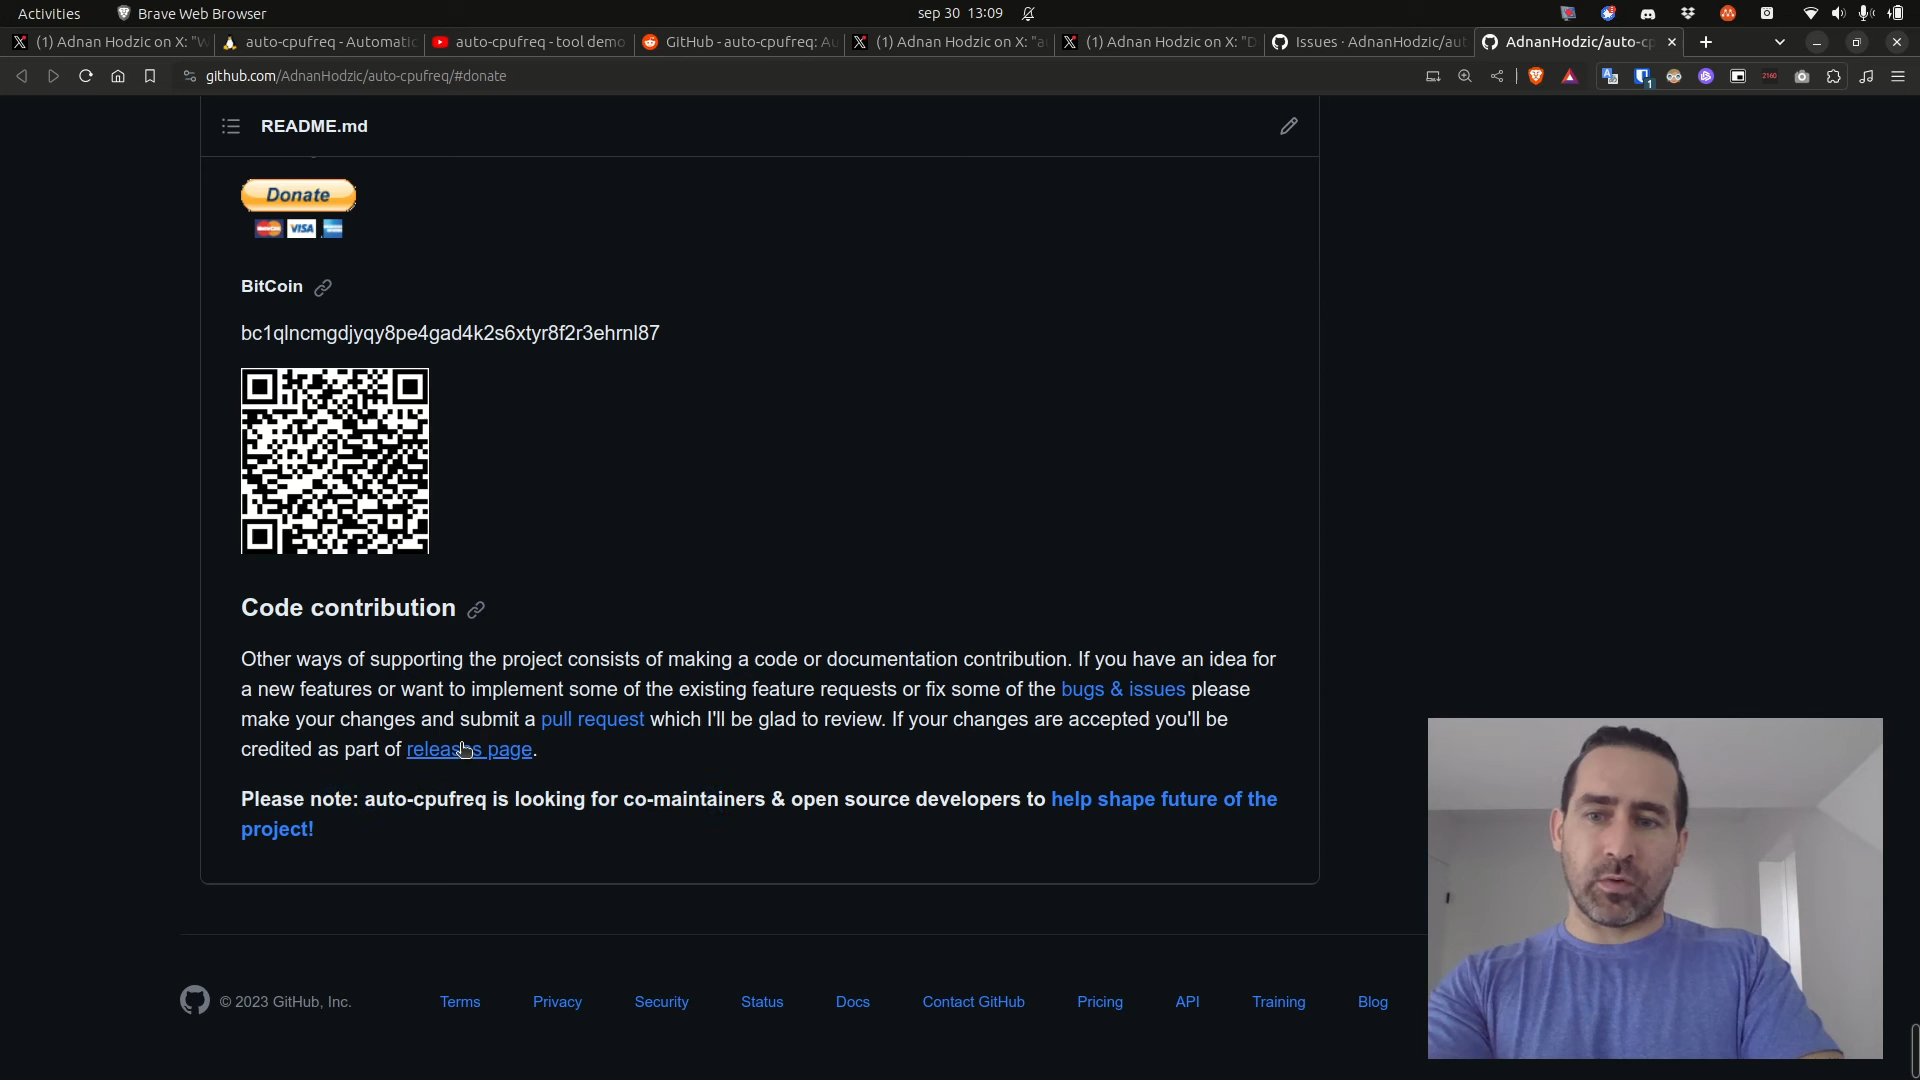 Activities
Brave Web Browser
sep 30 13:09
(1) Adnan Hodzic on X: "W
auto-cpufreq - Automatic
auto-cpufreq - tool demo
GitHub - auto-cpufreq: Au
(1) Adnan Hodzic on X: "a
(1) Adnan Hodzic on X: "D
Issues · AdnanHodzic/aut
AdnanHodzic/auto-cp
github.com/AdnanHodzic/auto-cpufreq/#donate
1
2160
README.md
Donate
VISA
BitCoin
bc1qlncmgdjyqy8pe4gad4k2s6xtyr8f2r3ehrnl87
Code contribution
Other ways of supporting the project consists of making a code or documentation contribution. If you have an idea for
a new features or want to implement some of the existing feature requests or fix some of the bugs & issues please
make your changes and submit a pull request which I'll be glad to review. If your changes are accepted you'll be
credited as part of releases page.
Please note: auto-cpufreq is looking for co-maintainers & open source developers to help shape future of the
project!
© 2023 GitHub, Inc.
Terms
Privacy
Security
Status
Docs
Contact GitHub
Pricing
API
Training
Blog